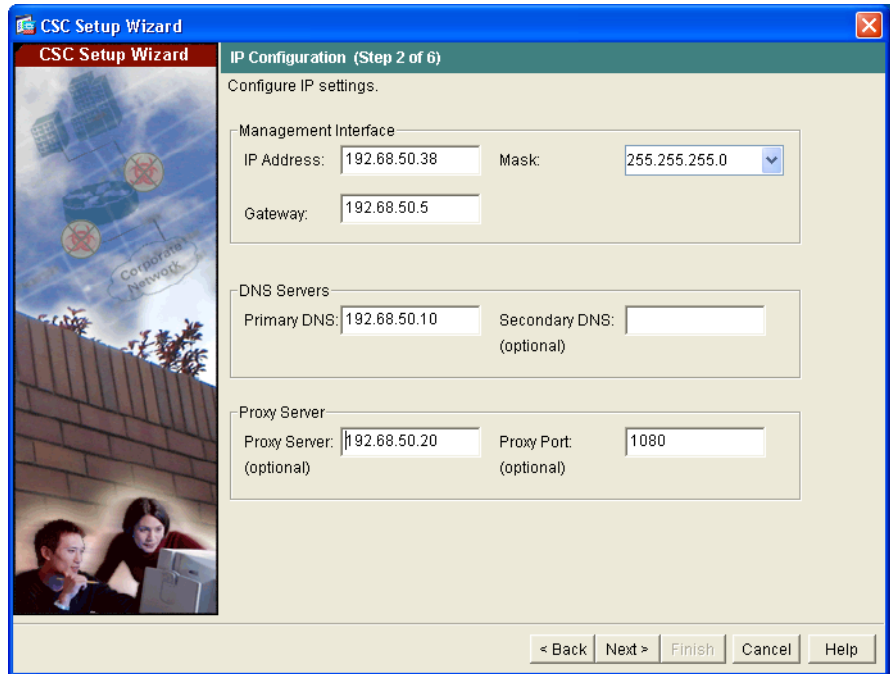 CSC Setup Wizard
CSC Setup Wizard
IP Configuration (Step 2 of 6)
Configure IP settings.
Management Interface
IP Address: 192.68.50.38 Mask: 255.255.255.0
Gateway: 192.68.50.5
DNS Servers
Primary DNS: 192.68.50.10 Secondary DNS:
(optional)
Proxy Server
Proxy Server: 192.68.50.20 Proxy Port: 1080
(optional) (optional)
Corporate
Network
< Back Next > Finish Cancel Help